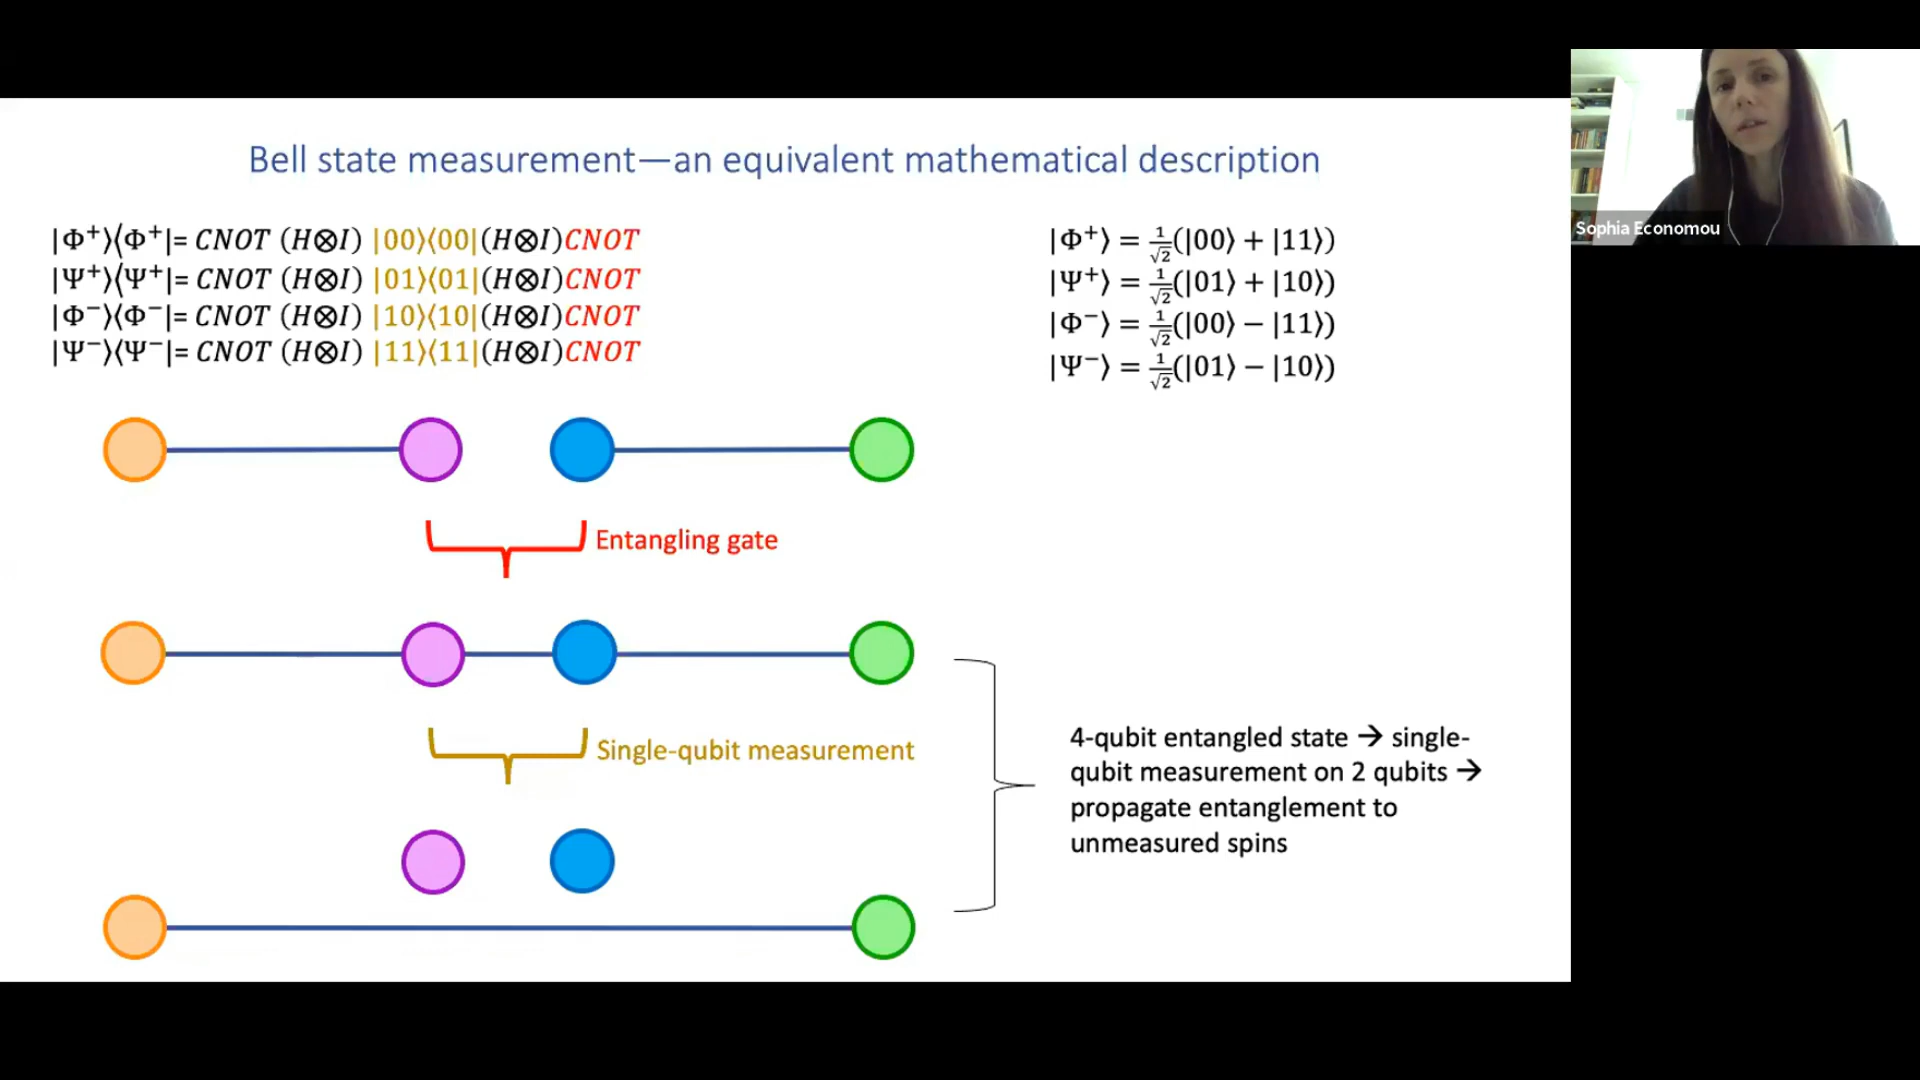 Bell state measurement—an equivalent mathematical description
|Φ⁺⟩⟨Φ⁺|= CNOT (H⊗I) |00⟩⟨00|(H⊗I)CNOT
|Ψ⁺⟩⟨Ψ⁺|= CNOT (H⊗I) |01⟩⟨01|(H⊗I)CNOT
|Φ⁻⟩⟨Φ⁻|= CNOT (H⊗I) |10⟩⟨10|(H⊗I)CNOT
|Ψ⁻⟩⟨Ψ⁻|= CNOT (H⊗I) |11⟩⟨11|(H⊗I)CNOT
|Φ⁺⟩ = 1/√2(|00⟩ + |11⟩)
|Ψ⁺⟩ = 1/√2(|01⟩ + |10⟩)
|Φ⁻⟩ = 1/√2(|00⟩ − |11⟩)
|Ψ⁻⟩ = 1/√2(|01⟩ − |10⟩)
Sophia Economou
Entangling gate
Single-qubit measurement
4-qubit entangled state → single-
qubit measurement on 2 qubits →
propagate entanglement to
unmeasured spins